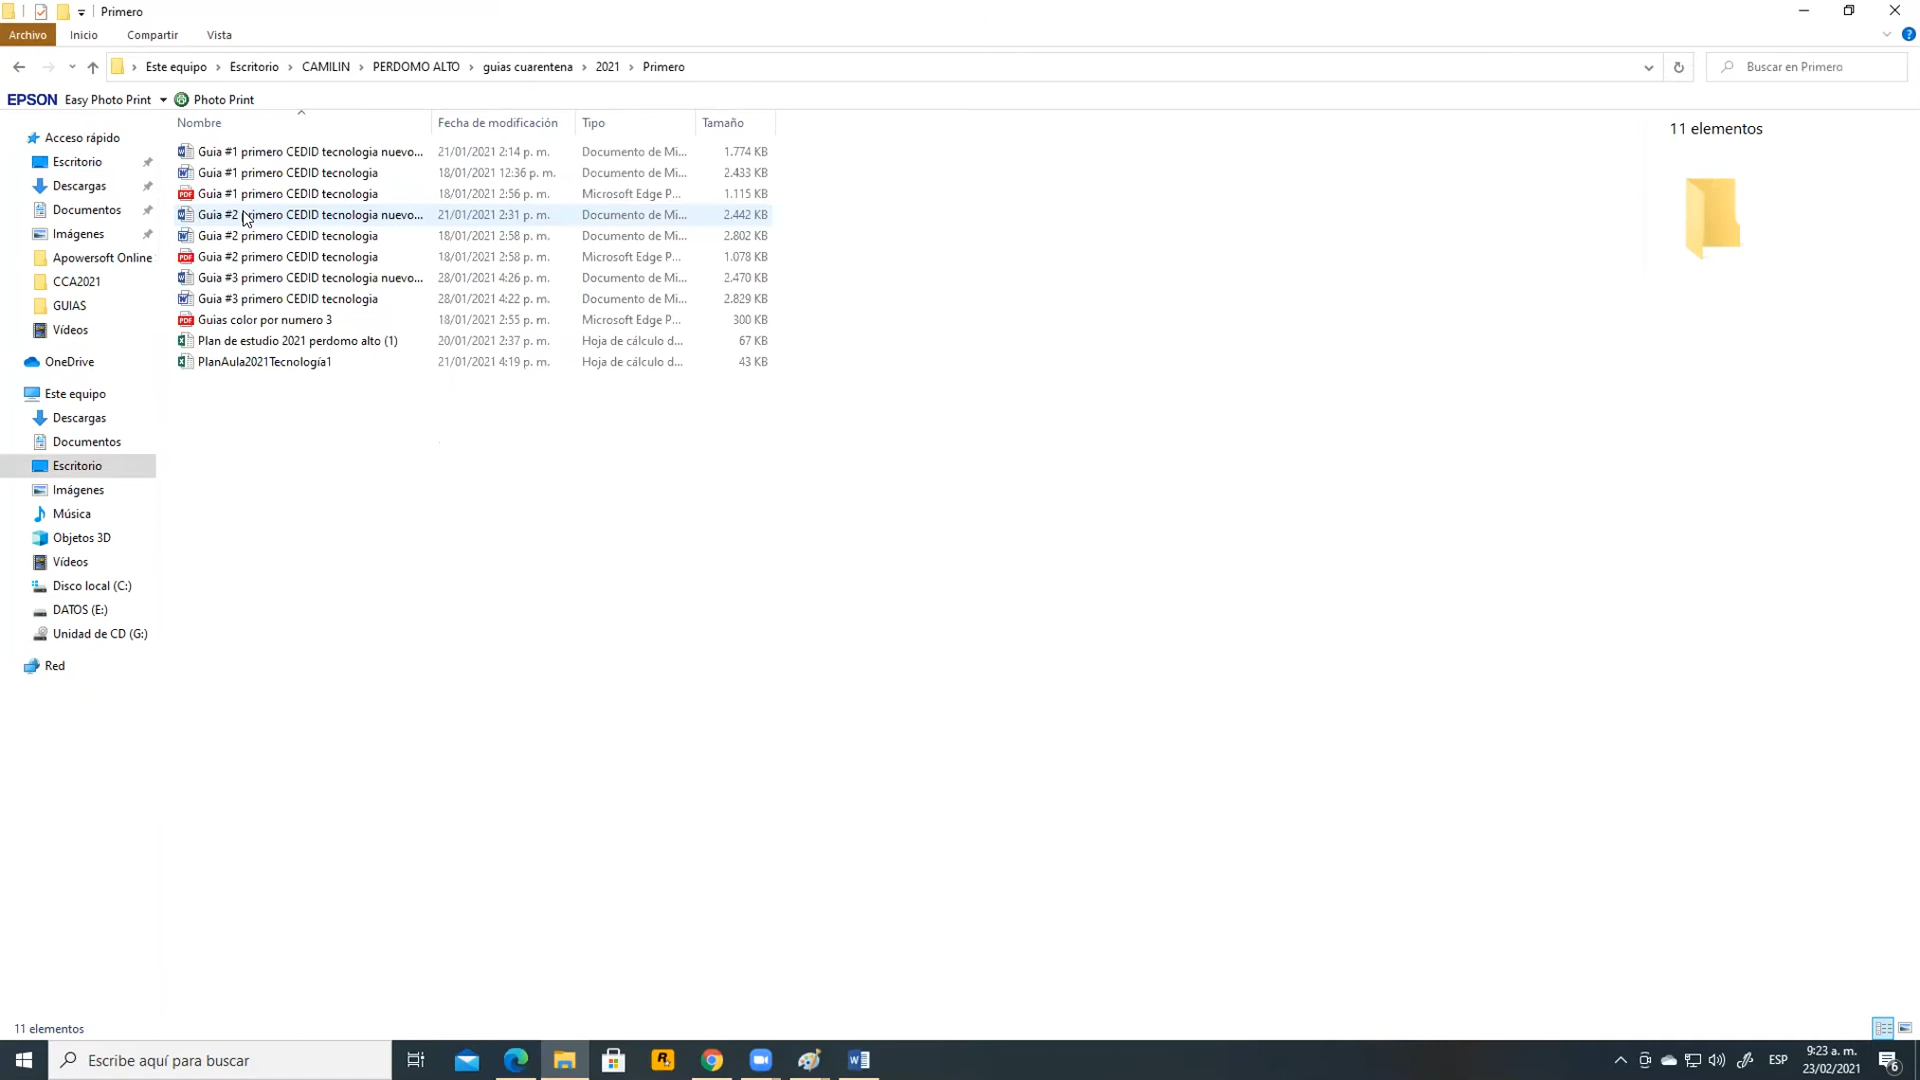 Primero
Archivo Inicio Compartir Vista
Este equipo Escritorio CAMILIN PERDOMO ALTO guias cuarentena 2021 Primero Buscar en Primero
EPSON Easy Photo Print Photo Print
Nombre Fecha de modificación Tipo Tamaño
11 elementos
Acceso rápido
Escritorio
Descargas
Documentos
Imágenes
Apowersoft Online
CCA2021
GUIAS
Vídeos
OneDrive
Este equipo
Descargas
Documentos
Escritorio
Imágenes
Música
Objetos 3D
Vídeos
Disco local (C:)
DATOS (E:)
Unidad de CD (G:)
Red
Guia #1 primero CEDID tecnologia nuevo... 21/01/2021 2:14 p. m. Documento de Mi... 1.774 KB
Guia #1 primero CEDID tecnologia 18/01/2021 12:36 p. m. Documento de Mi... 2.433 KB
Guia #1 primero CEDID tecnologia 18/01/2021 2:56 p. m. Microsoft Edge P... 1.115 KB
Guia #2 primero CEDID tecnologia nuevo... 21/01/2021 2:31 p. m. Documento de Mi... 2.442 KB
Guia #2 primero CEDID tecnologia 18/01/2021 2:58 p. m. Documento de Mi... 2.802 KB
Guia #2 primero CEDID tecnologia 18/01/2021 2:58 p. m. Microsoft Edge P... 1.078 KB
Guia #3 primero CEDID tecnologia nuevo... 28/01/2021 4:26 p. m. Documento de Mi... 2.470 KB
Guia #3 primero CEDID tecnologia 28/01/2021 4:22 p. m. Documento de Mi... 2.829 KB
Guias color por numero 3 18/01/2021 2:55 p. m. Microsoft Edge P... 300 KB
Plan de estudio 2021 perdomo alto (1) 20/01/2021 2:37 p. m. Hoja de cálculo d... 67 KB
PlanAula2021Tecnología1 21/01/2021 4:19 p. m. Hoja de cálculo d... 43 KB
11 elementos
Escribe aquí para buscar
ESP
9:23 a. m.
23/02/2021
6